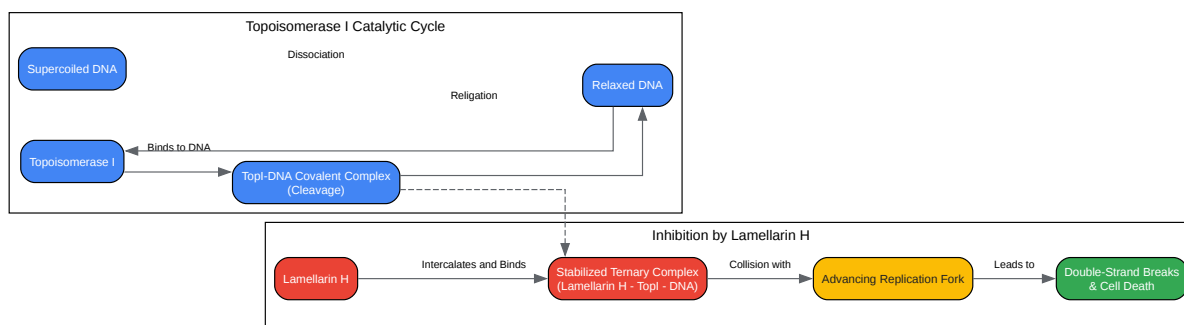 Topoisomerase I Catalytic Cycle
Dissociation
Supercoiled DNA
Relaxed DNA
Religation
Binds to DNA
Topoisomerase I
TopI-DNA Covalent Complex
(Cleavage)
Inhibition by Lamellarin H
Lamellarin H
Intercalates and Binds
Stabilized Ternary Complex
(Lamellarin H - TopI - DNA)
Collision with
Advancing Replication Fork
Leads to
Double-Strand Breaks
& Cell Death